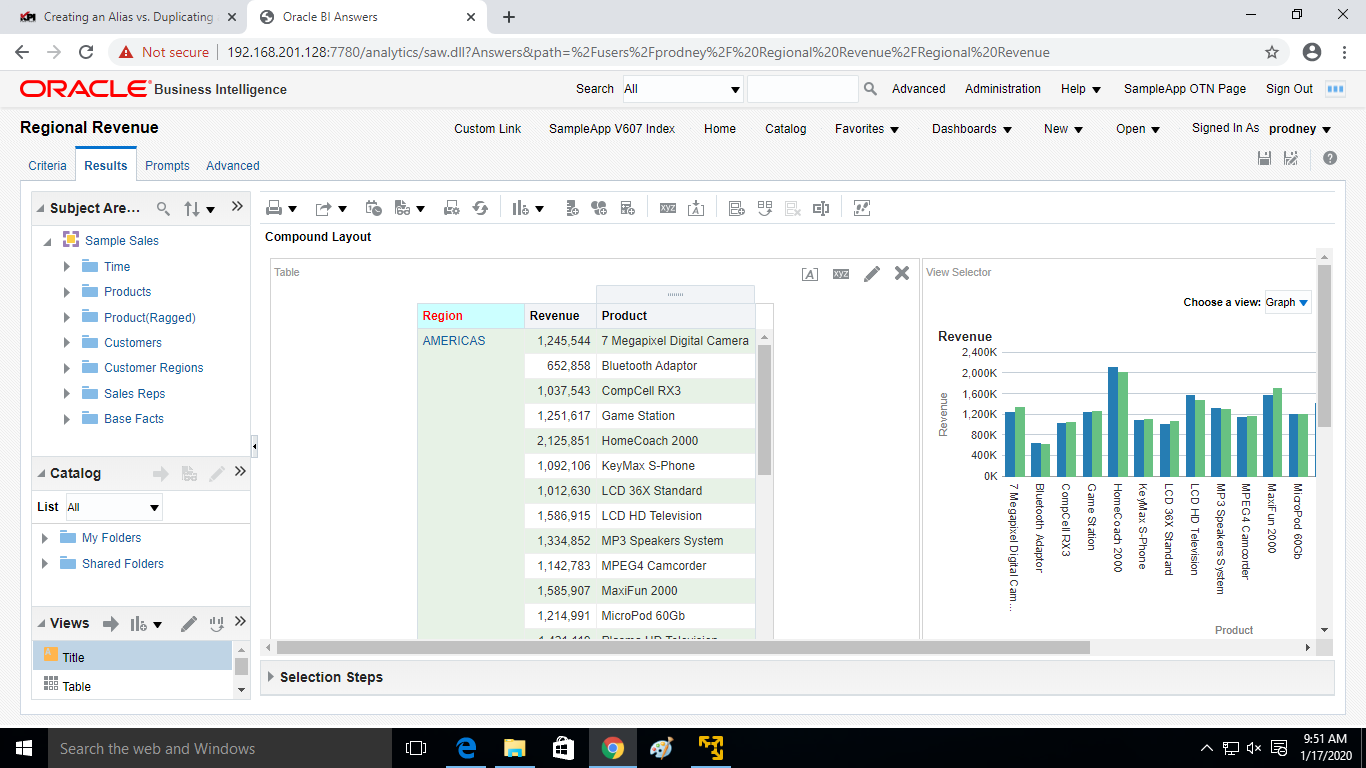 KPI Creating an Alias vs. Duplicating
Oracle BI Answers
Not secure 192.168.201.128:7780/analytics/saw.dll?Answers&path=%2Fusers%2Fprodney%2F%20Regional%20Revenue%2FRegional%20Revenue
ORACLE Business Intelligence
Search All Advanced Administration Help SampleApp OTN Page Sign Out
Regional Revenue
Custom Link SampleApp V607 Index Home Catalog Favorites Dashboards New Open Signed In As prodney
Criteria Results Prompts Advanced
Subject Are...
Sample Sales
Time
Products
Product(Ragged)
Customers
Customer Regions
Sales Reps
Base Facts
Catalog
List All
My Folders
Shared Folders
Views
Title
Table
Compound Layout
Table
Region Revenue Product
AMERICAS 1,245,544 7 Megapixel Digital Camera
652,858 Bluetooth Adaptor
1,037,543 CompCell RX3
1,251,617 Game Station
2,125,851 HomeCoach 2000
1,092,106 KeyMax S-Phone
1,012,630 LCD 36X Standard
1,586,915 LCD HD Television
1,334,852 MP3 Speakers System
1,142,783 MPEG4 Camcorder
1,585,907 MaxiFun 2000
1,214,991 MicroPod 60Gb
Plasma HD Television
View Selector
Choose a view: Graph
Revenue
Revenue
2,400K
2,000K
1,600K
1,200K
800K
400K
0K
7 Megapixel Digital Cam...
Bluetooth Adaptor
CompCell RX3
Game Station
HomeCoach 2000
KeyMax S-Phone
LCD 36X Standard
LCD HD Television
MP3 Speakers System
MPEG4 Camcorder
MaxiFun 2000
MicroPod 60Gb
Product
Selection Steps
Search the web and Windows
9:51 AM
1/17/2020